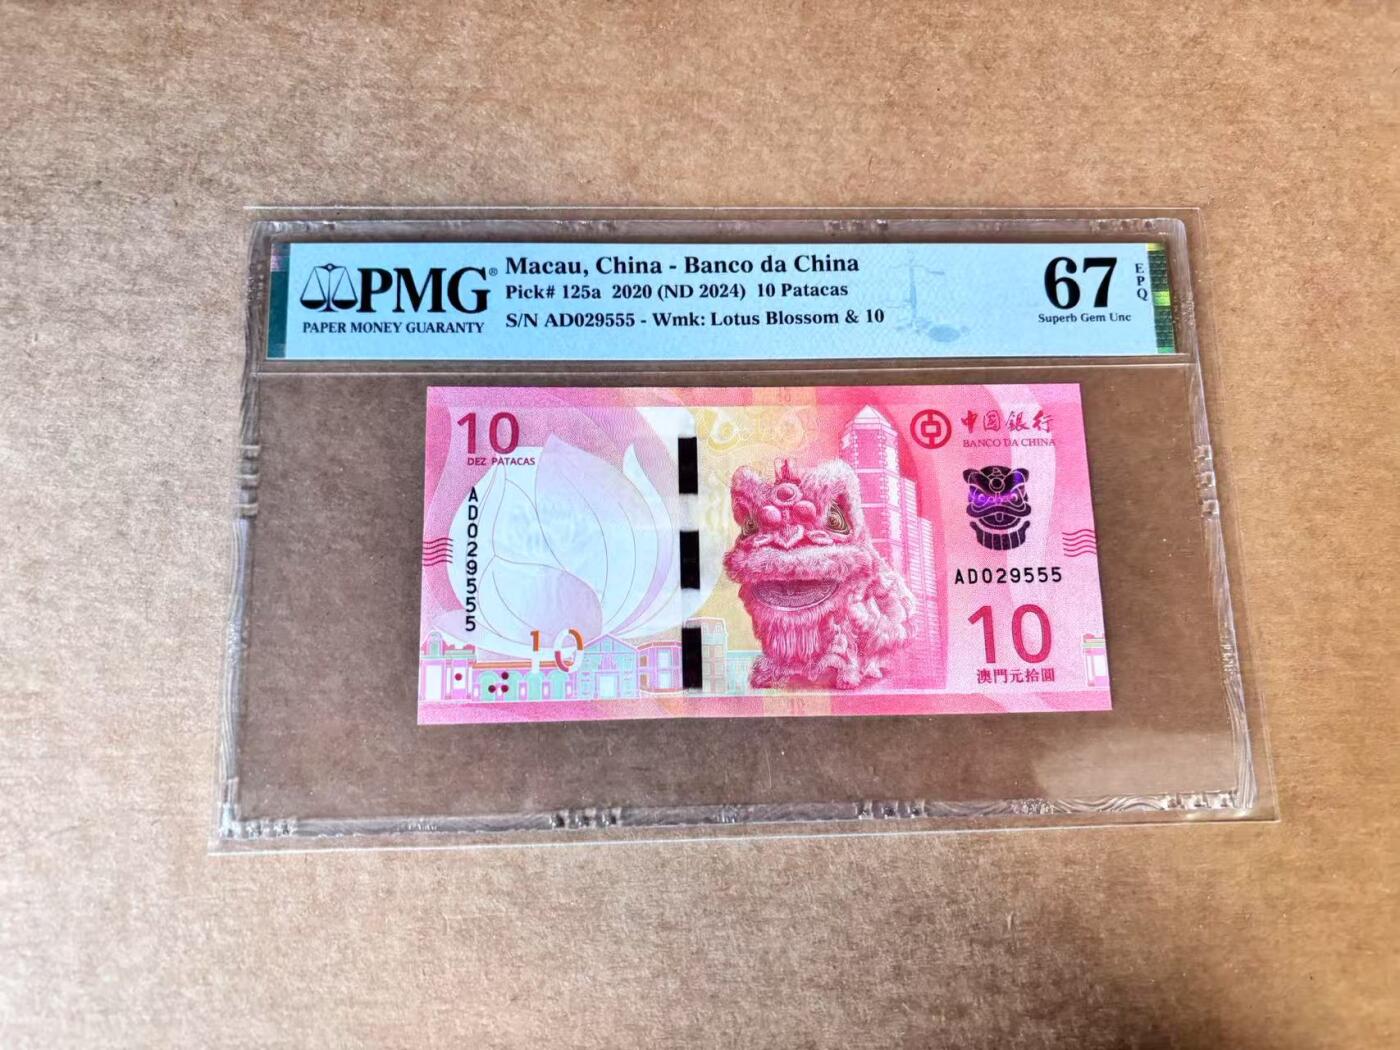 PMG®
PAPER MONEY GUARANTY
Macau, China - Banco da China
Pick# 125a 2020 (ND 2024) 10 Patacas
S/N AD029555 - Wmk: Lotus Blossom & 10
67
EPQ
Superb Gem Unc
10
DEZ PATACAS
AD029555
10
中国銀行
BANCO DA CHINA
AD029555
10
澳門元拾圓